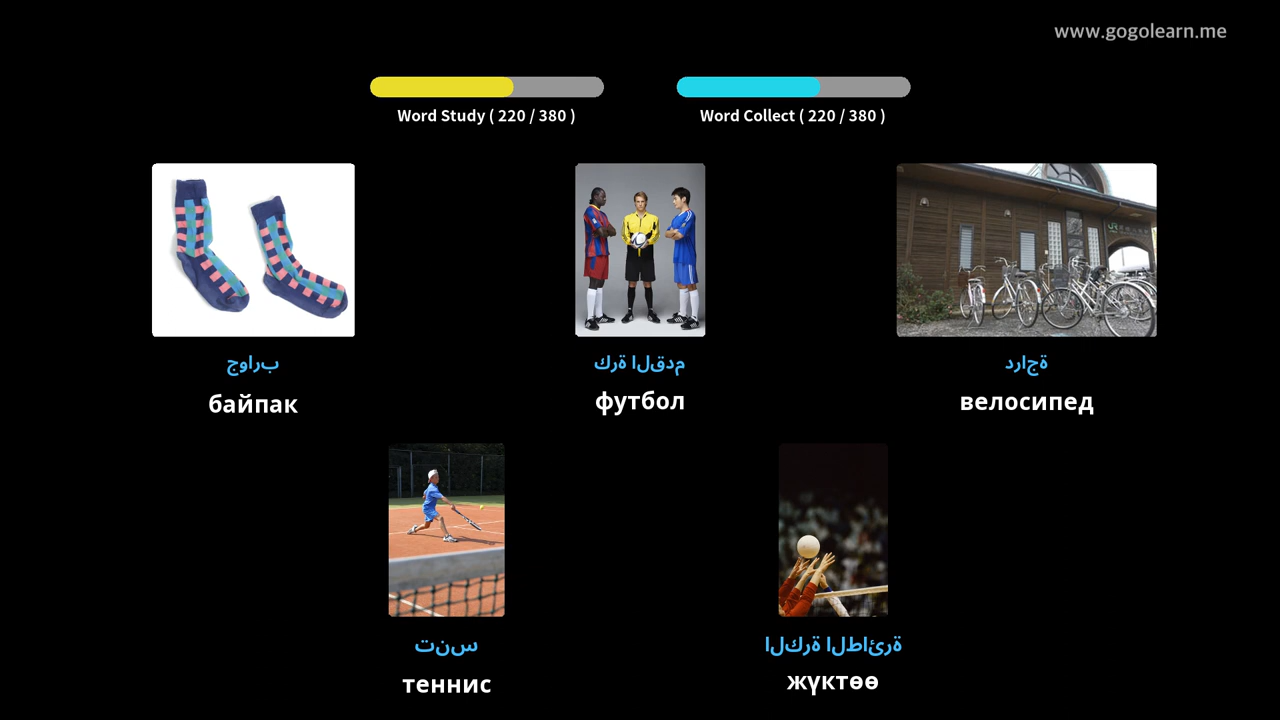 www.gogolearn.me
Word Study ( 220 / 380 )
Word Collect ( 220 / 380 )
جوارب
كرة القدم
دراجة
байпак
футбол
велосипед
تنس
الكرة الطائرة
теннис
жүктөө